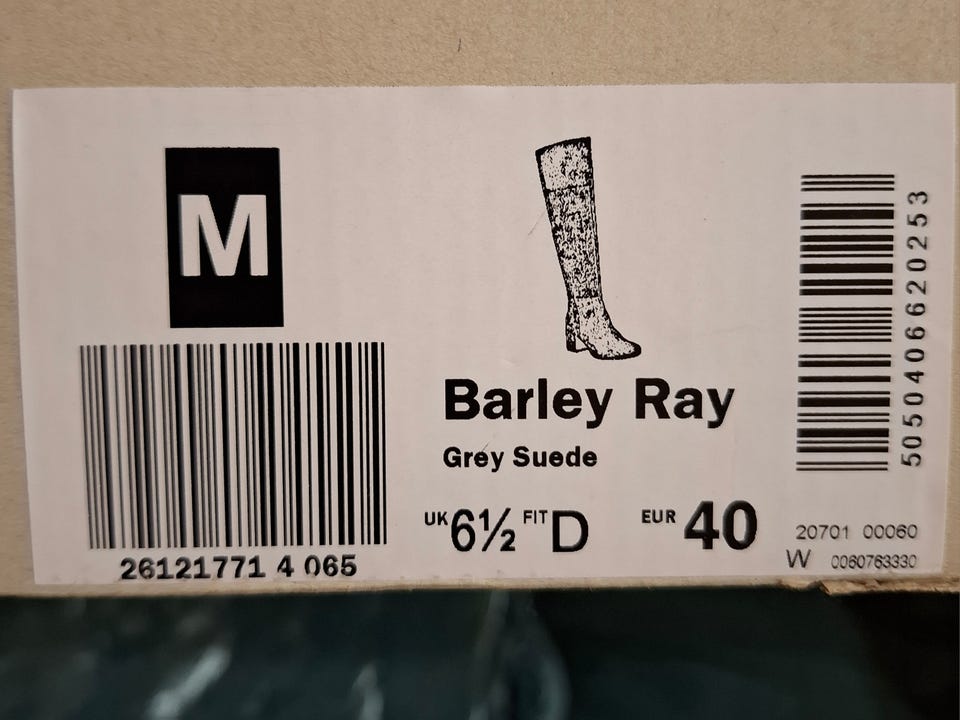 M
26121771 4 065
Barley Ray
Grey Suede
UK 6½ FIT D EUR 40
5050406620253
20701 00060
W 0060763330